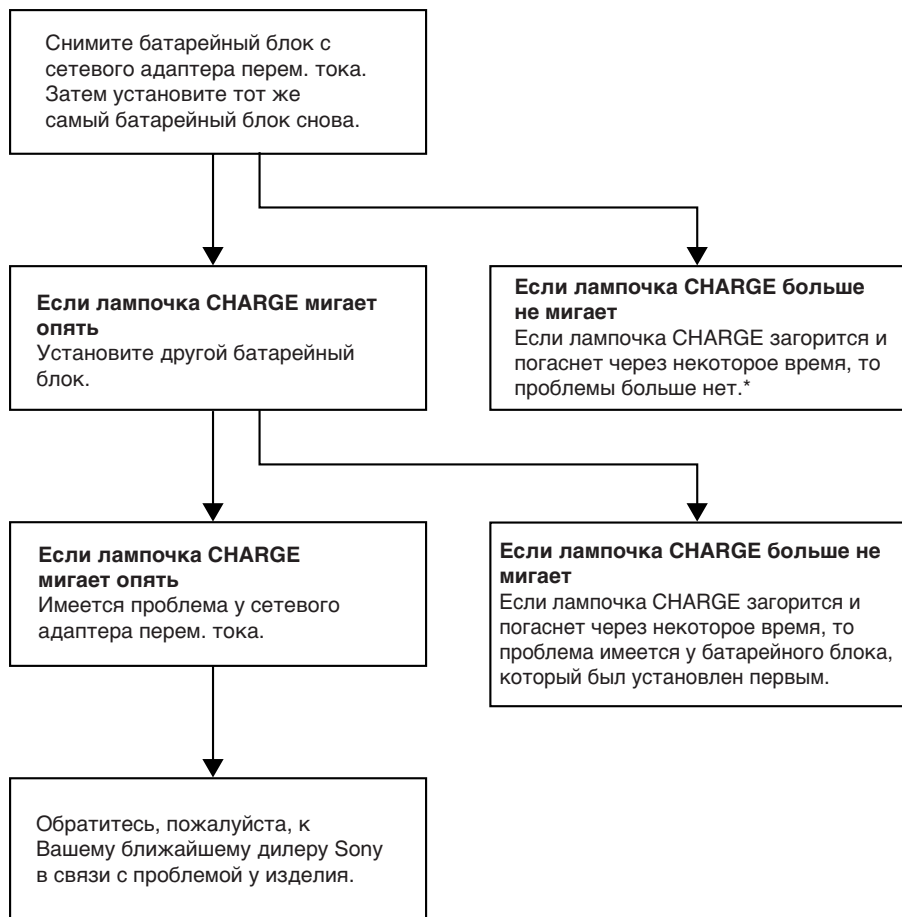 Снимите батарейный блок с
сетевого адаптера перем. тока.
Затем установите тот же
самый батарейный блок снова.
Если лампочка CHARGE мигает
опять
Установите другой батарейный
блок.
Если лампочка CHARGE больше
не мигает
Если лампочка CHARGE загорится и
погаснет через некоторое время, то
проблемы больше нет.*
Если лампочка CHARGE
мигает опять
Имеется проблема у сетевого
адаптера перем. тока.
Если лампочка CHARGE больше не
мигает
Если лампочка CHARGE загорится и
погаснет через некоторое время, то
проблема имеется у батарейного блока,
который был установлен первым.
Обратитесь, пожалуйста, к
Вашему ближайшему дилеру Sony
в связи с проблемой у изделия.